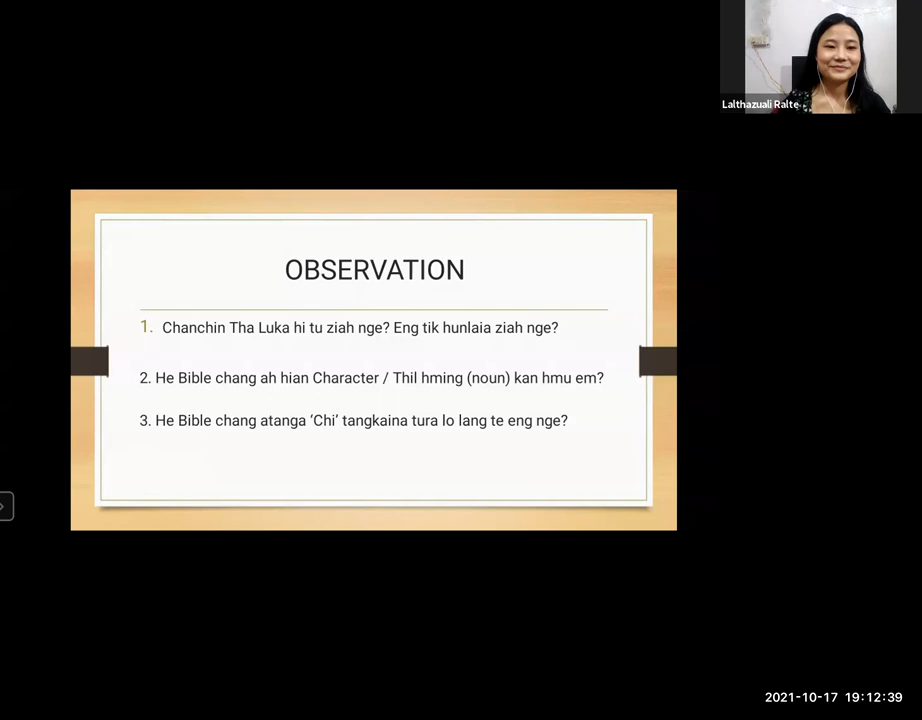 Lalthazuali Ralte
OBSERVATION
1. Chanchin Tha Luka hi tu ziah nge? Eng tik hunlaia ziah nge?
2. He Bible chang ah hian Character / Thil hming (noun) kan hmu em?
3. He Bible chang atanga ‘Chi’ tangkaina tura lo lang te eng nge?
2021-10-17 19:12:39